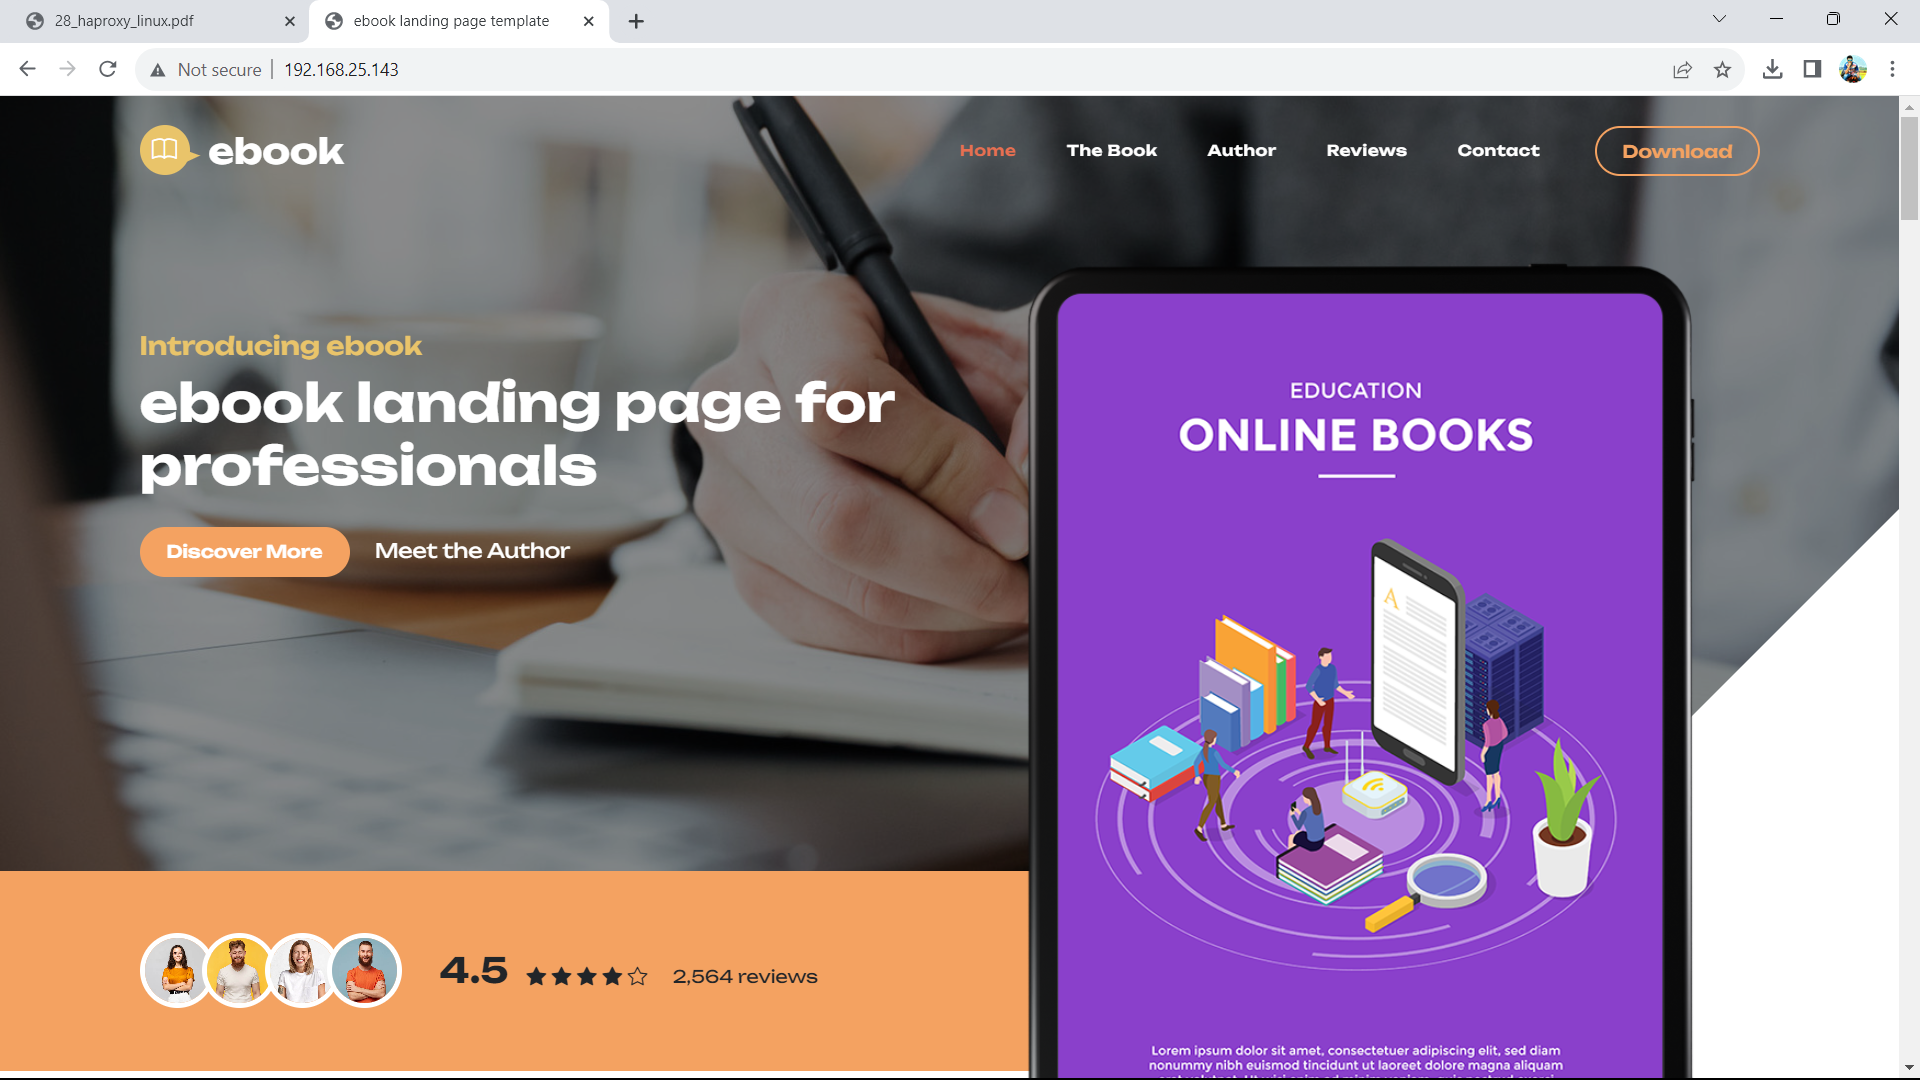 28_haproxy_linux.pdf
ebook landing page template
Not secure
192.168.25.143
ebook
Home
The Book
Author
Reviews
Contact
Download
Introducing ebook
ebook landing page for
professionals
Discover More
Meet the Author
EDUCATION
ONLINE BOOKS
A
4.5
2,564 reviews
Lorem ipsum dolor sit amet, consectetuer adipiscing elit, sed diam
nonummy nibh euismod tincidunt ut laoreet dolore magna aliquam